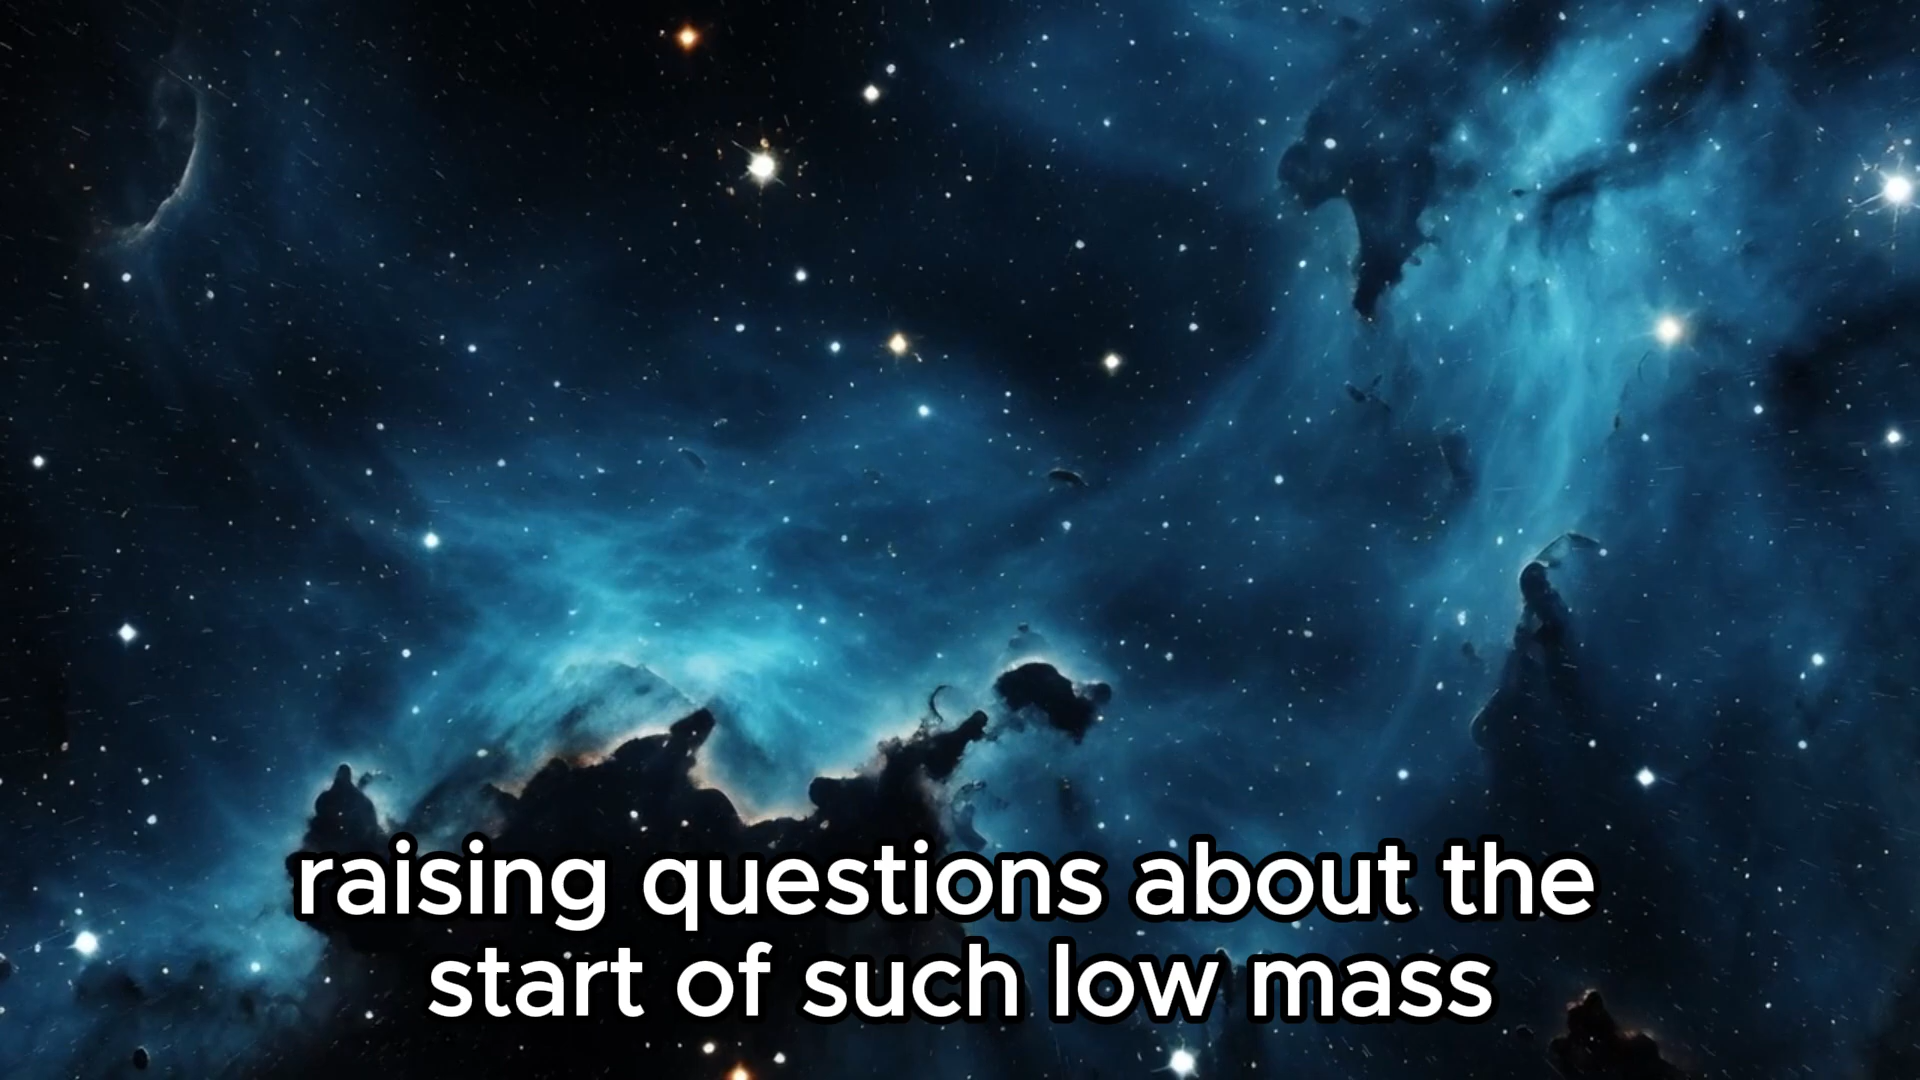 raising questions about the
start of such low mass